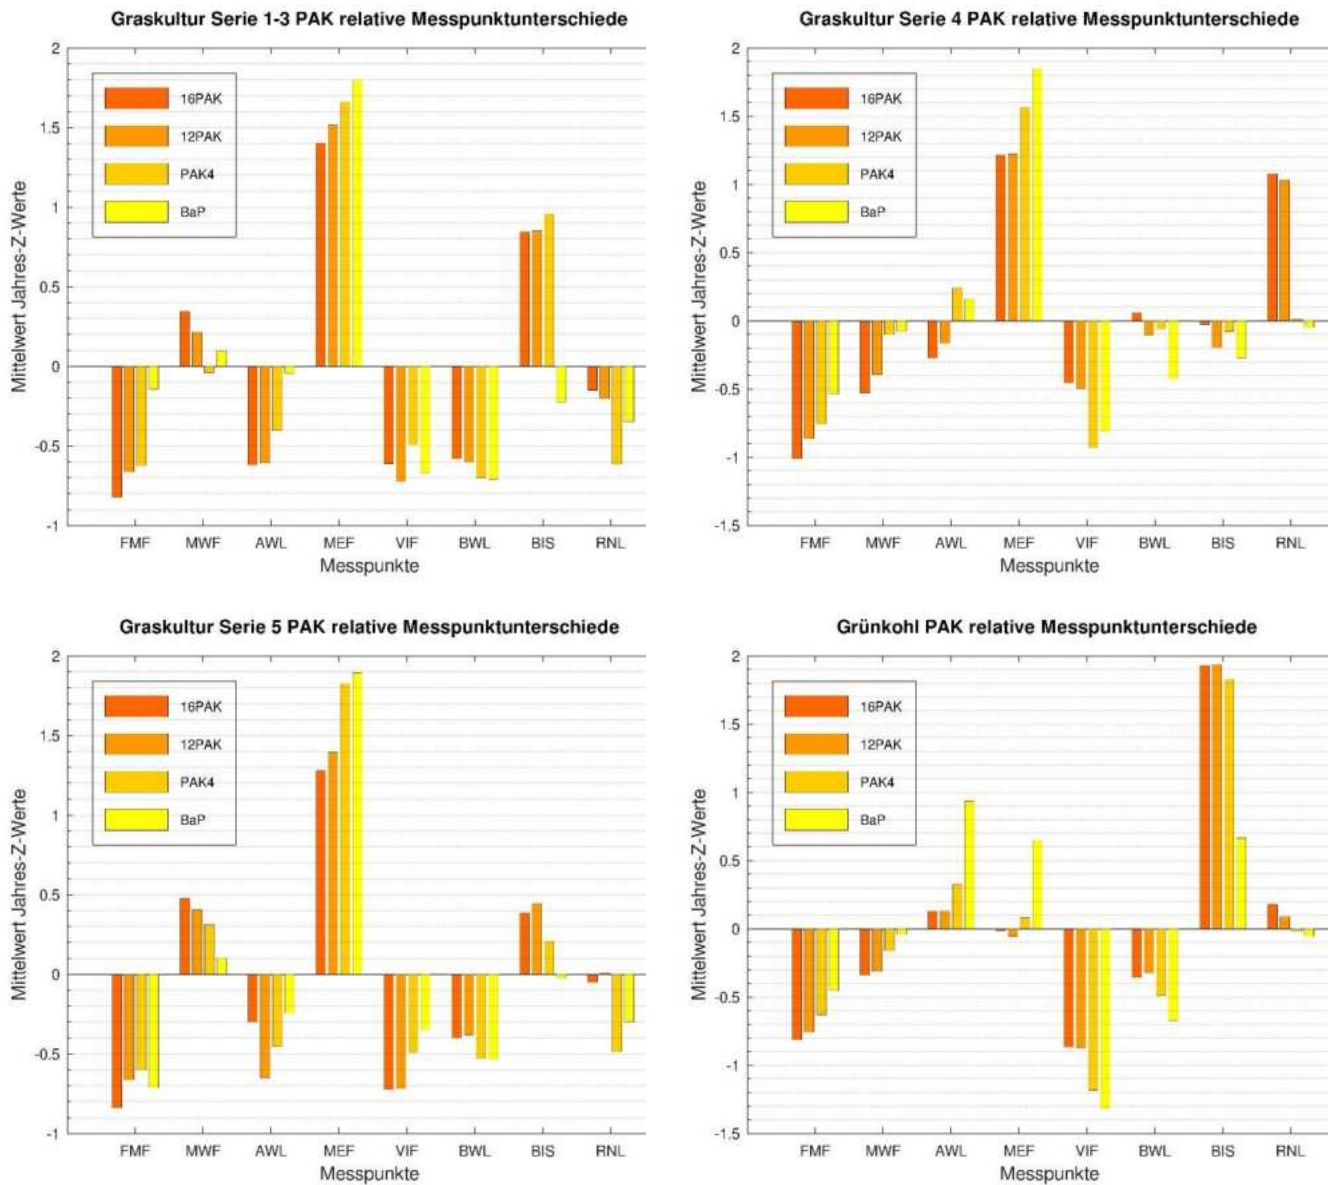 Graskultur Serie 1-3 PAK relative Messpunktunterschiede
2
1.5
1
0.5
0
-0.5
-1
Mittelwert Jahres-Z-Werte
16PAK
12PAK
PAK4
BaP
FMF MWF AWL MEF VIF BWL BIS RNL
Messpunkte
Graskultur Serie 4 PAK relative Messpunktunterschiede
2
1.5
1
0.5
0
-0.5
-1
-1.5
Mittelwert Jahres-Z-Werte
16PAK
12PAK
PAK4
BaP
FMF MWF AWL MEF VIF BWL BIS RNL
Messpunkte
Graskultur Serie 5 PAK relative Messpunktunterschiede
2
1.5
1
0.5
0
-0.5
-1
Mittelwert Jahres-Z-Werte
16PAK
12PAK
PAK4
BaP
FMF MWF AWL MEF VIF BWL BIS RNL
Messpunkte
Grünkohl PAK relative Messpunktunterschiede
2
1.5
1
0.5
0
-0.5
-1
-1.5
Mittelwert Jahres-Z-Werte
16PAK
12PAK
PAK4
BaP
FMF MWF AWL MEF VIF BWL BIS RNL
Messpunkte